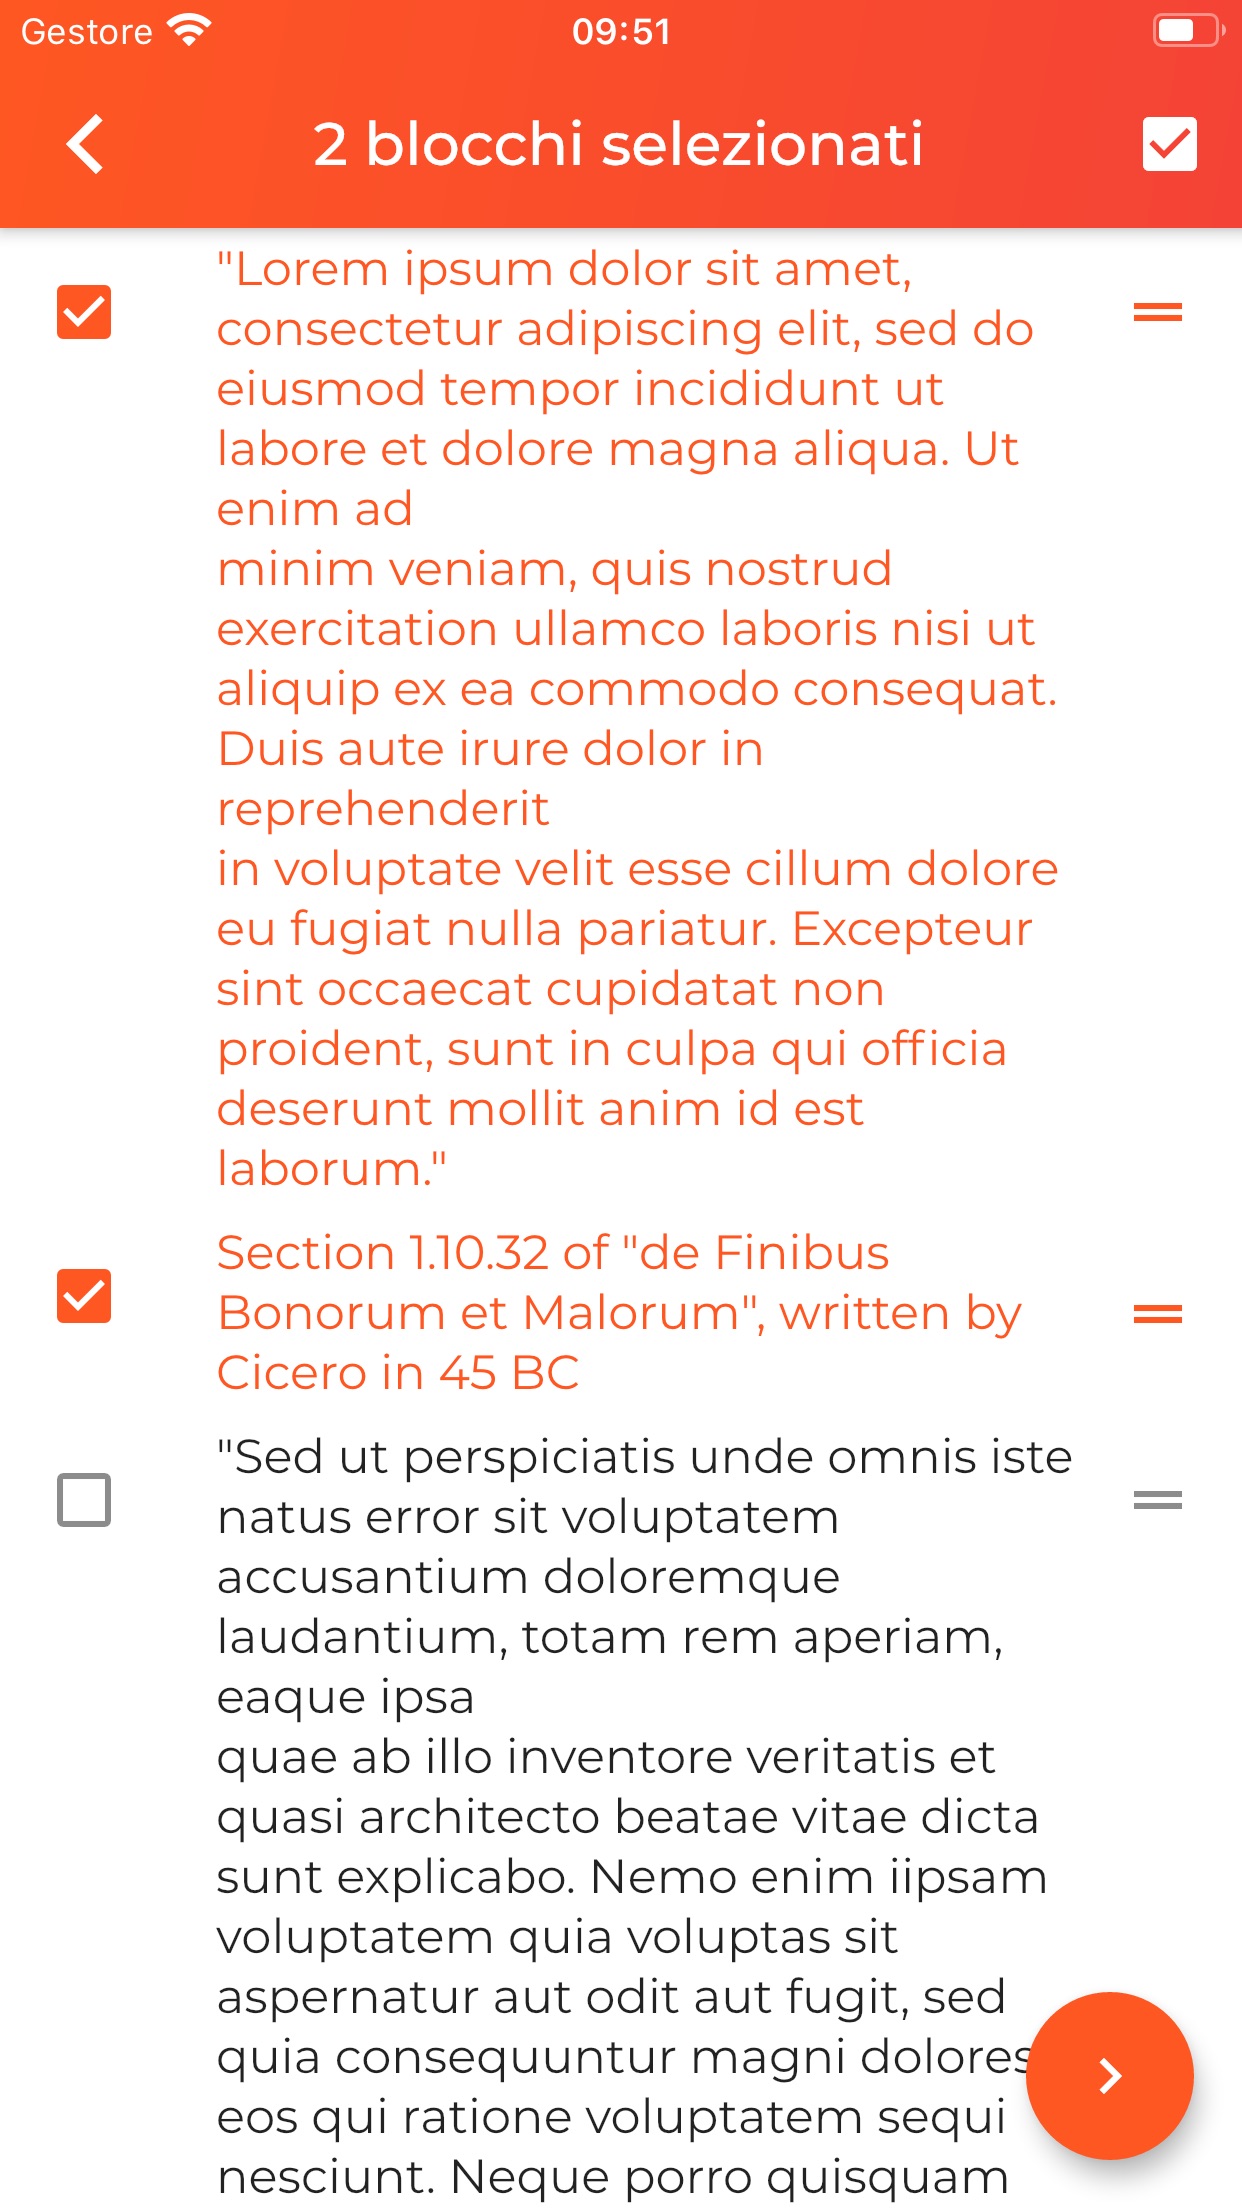 Gestore
09:51
2 blocchi selezionati
"Lorem ipsum dolor sit amet,
consectetur adipiscing elit, sed do
eiusmod tempor incididunt ut
labore et dolore magna aliqua. Ut
enim ad
minim veniam, quis nostrud
exercitation ullamco laboris nisi ut
aliquip ex ea commodo consequat.
Duis aute irure dolor in
reprehenderit
in voluptate velit esse cillum dolore
eu fugiat nulla pariatur. Excepteur
sint occaecat cupidatat non
proident, sunt in culpa qui officia
deserunt mollit anim id est
laborum."
Section 1.10.32 of "de Finibus
Bonorum et Malorum", written by
Cicero in 45 BC
"Sed ut perspiciatis unde omnis iste
natus error sit voluptatem
accusantium doloremque
laudantium, totam rem aperiam,
eaque ipsa
quae ab illo inventore veritatis et
quasi architecto beatae vitae dicta
sunt explicabo. Nemo enim iipsam
voluptatem quia voluptas sit
aspernatur aut odit aut fugit, sed
quia consequuntur magni dolores
eos qui ratione voluptatem sequi
nesciunt. Neque porro quisquam